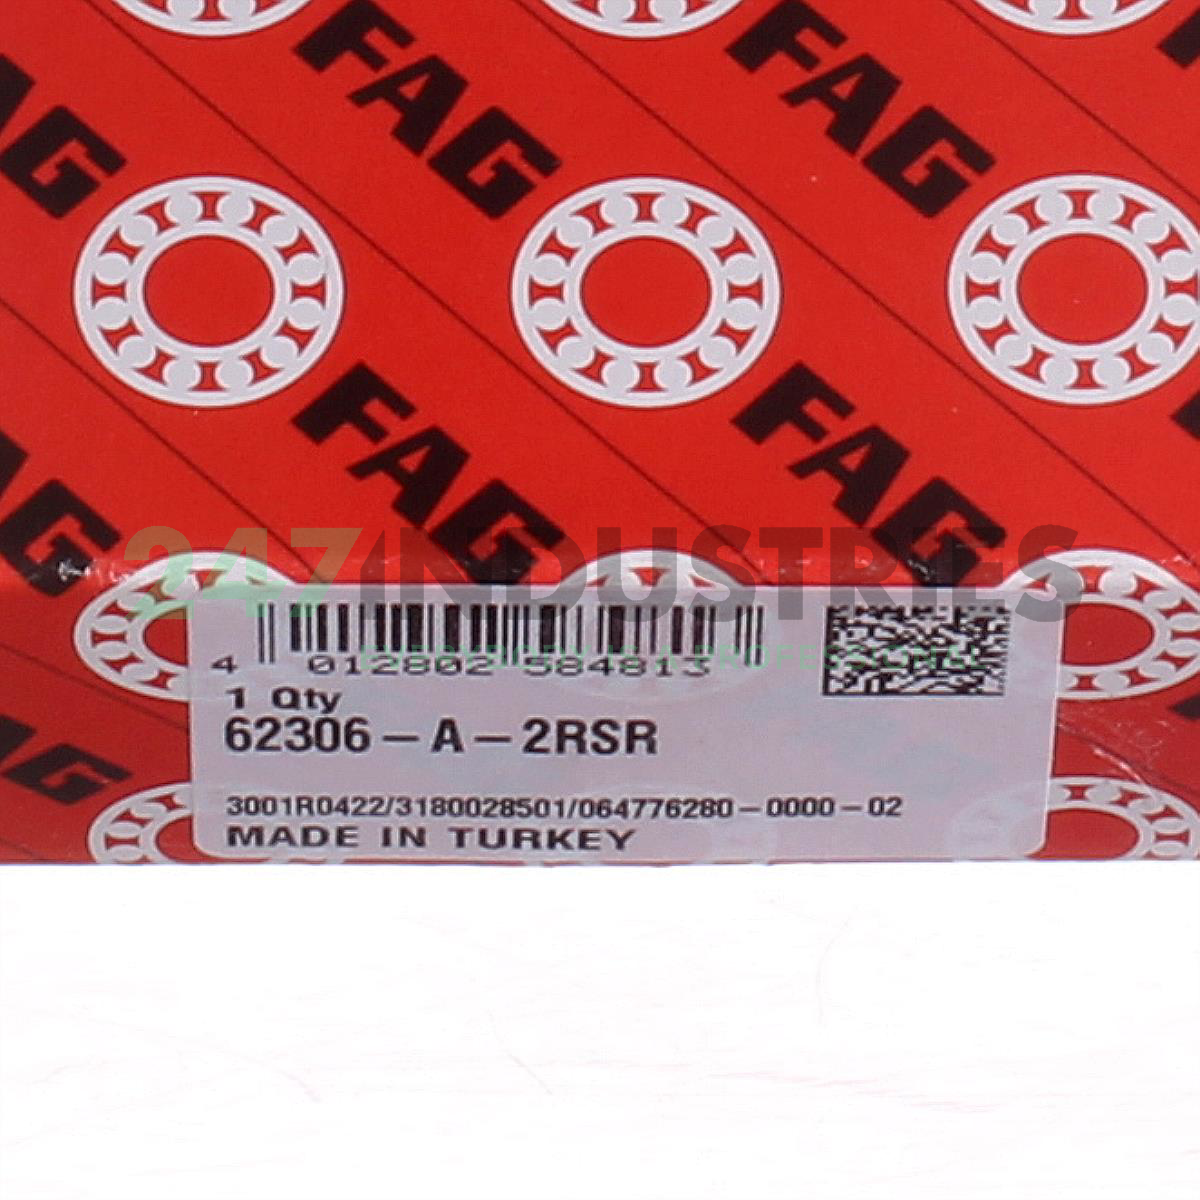 FAG
FAG FAG FAG
FAG FAG FAG
247INDUSTRIES
4 012802 584813
1 Qty
62306-A-2RSR
3001R0422/3180028501/064776280-0000-02
MADE IN TURKEY